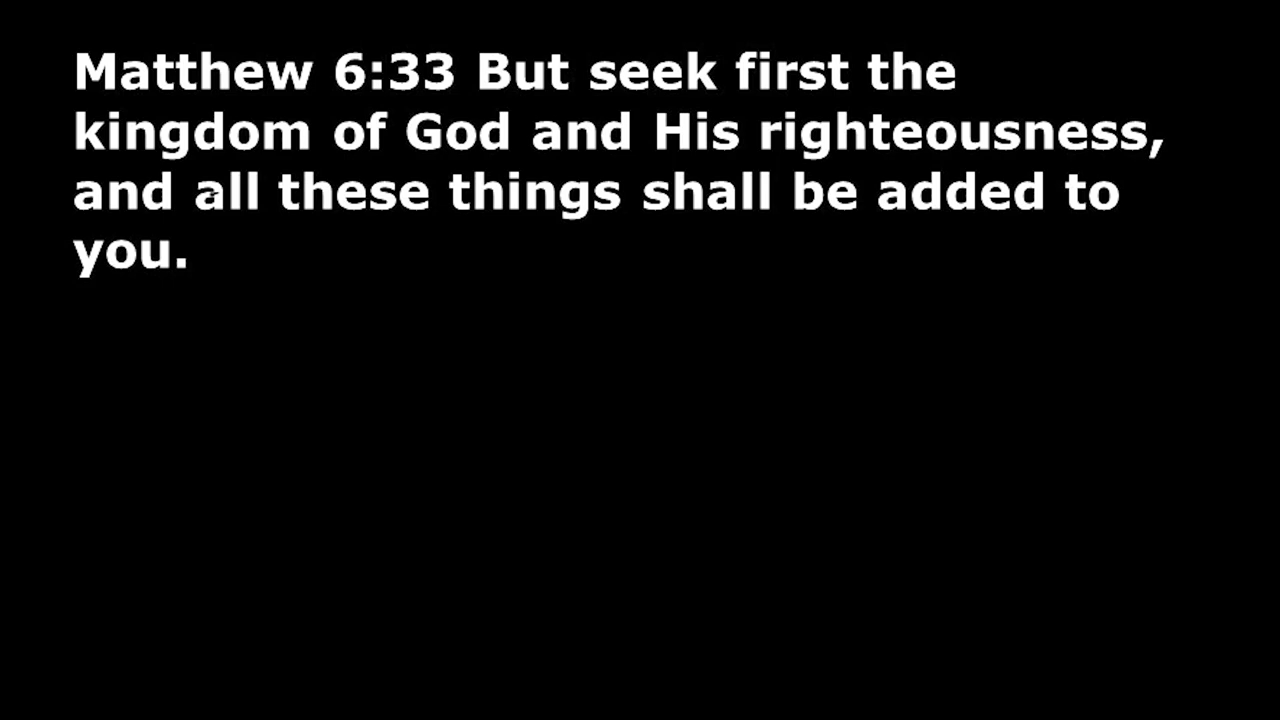 Matthew 6:33 But seek first the
kingdom of God and His righteousness,
and all these things shall be added to
you.